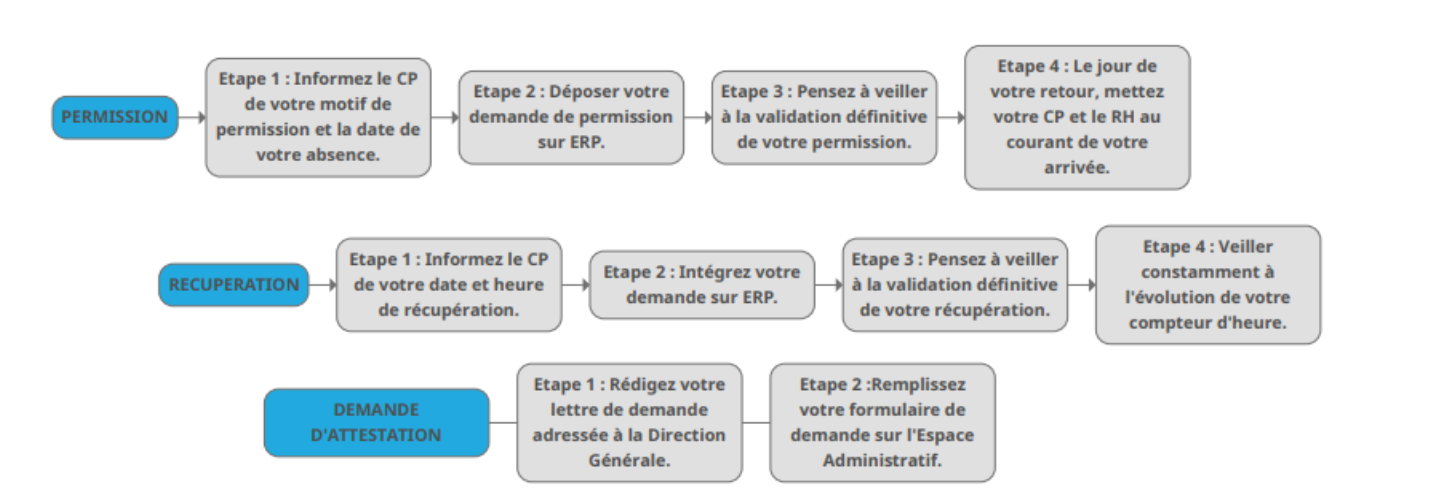 PERMISSION
Etape 1 : Informez le CP
de votre motif de
permission et la date de
votre absence.
Etape 2 : Déposer votre
demande de permission
sur ERP.
Etape 3 : Pensez à veiller
à la validation définitive
de votre permission.
Etape 4 : Le jour de
votre retour, mettez
votre CP et le RH au
courant de votre
arrivée.
RECUPERATION
Etape 1 : Informez le CP
de votre date et heure
de récupération.
Etape 2 : Intégrez votre
demande sur ERP.
Etape 3 : Pensez à veiller
à la validation définitive
de votre récupération.
Etape 4 : Veiller
constamment à
l'évolution de votre
compteur d'heure.
DEMANDE
D'ATTESTATION
Etape 1 : Rédigez votre
lettre de demande
adressée à la Direction
Générale.
Etape 2 :Remplissez
votre formulaire de
demande sur l'Espace
Administratif.